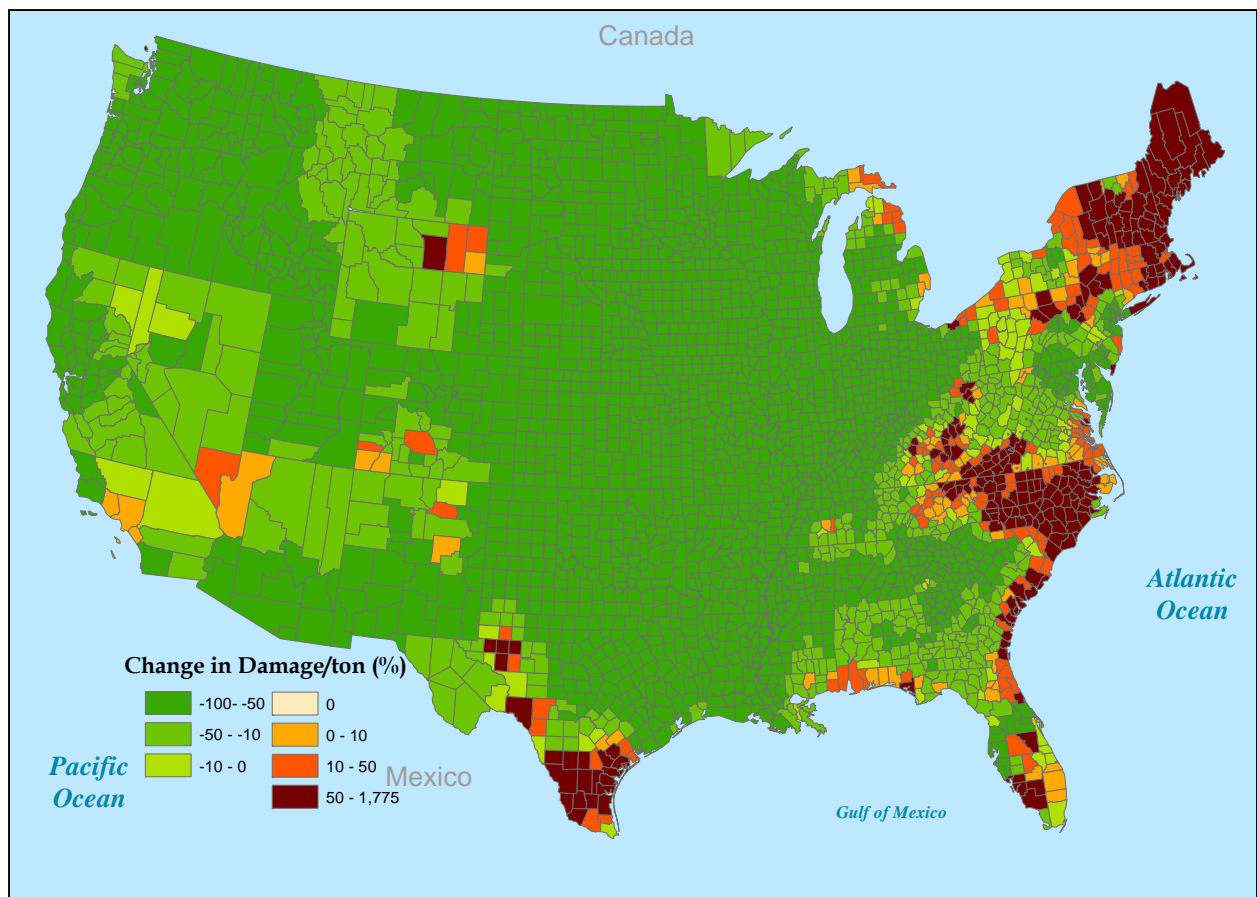 Canada
Atlantic
Ocean
Change in Damage/ton (%)
-100- -50
0
-50 - -10
0 - 10
-10 - 0
10 - 50
50 - 1,775
Pacific
Ocean
Mexico
Gulf of Mexico